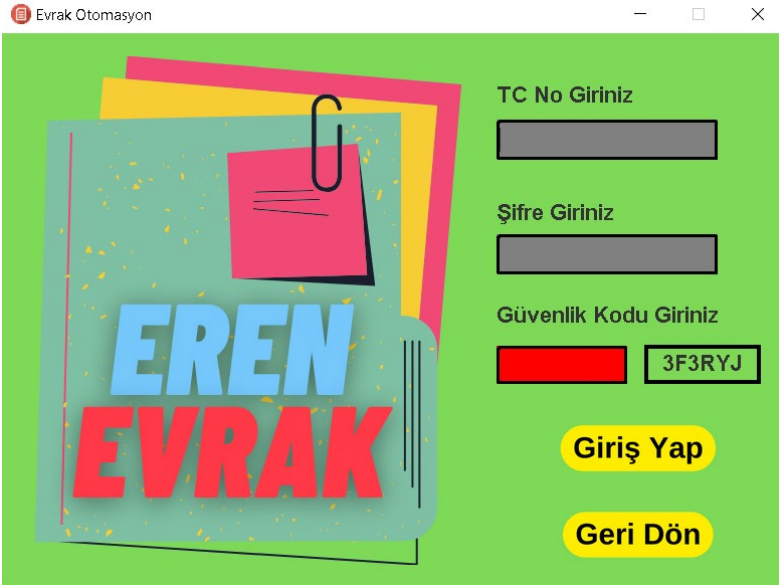 Evrak Otomasyon
EREN
EVRAK
TC No Giriniz
Şifre Giriniz
Güvenlik Kodu Giriniz
3F3RYJ
Giriş Yap
Geri Dön